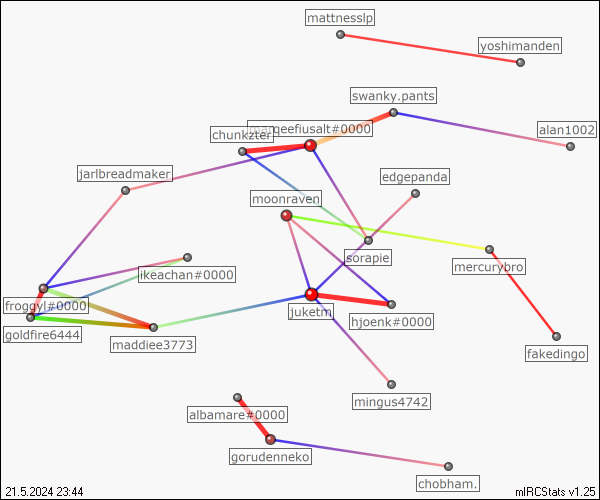 mattnesslp
yoshimanden
swanky.pants
marqeefiusalt#0000
chunkzter
alan1002
jarlbreadmaker
edgepanda
moonraven
sorapie
mercurybro
ikeachan#0000
froggyl#0000
juketm
hjoenk#0000
goldfire6444
maddiee3773
fakedingo
mingus4742
albamare#0000
gorudenneko
chobham.
21.5.2024 23:44
mIRCStats v1.25